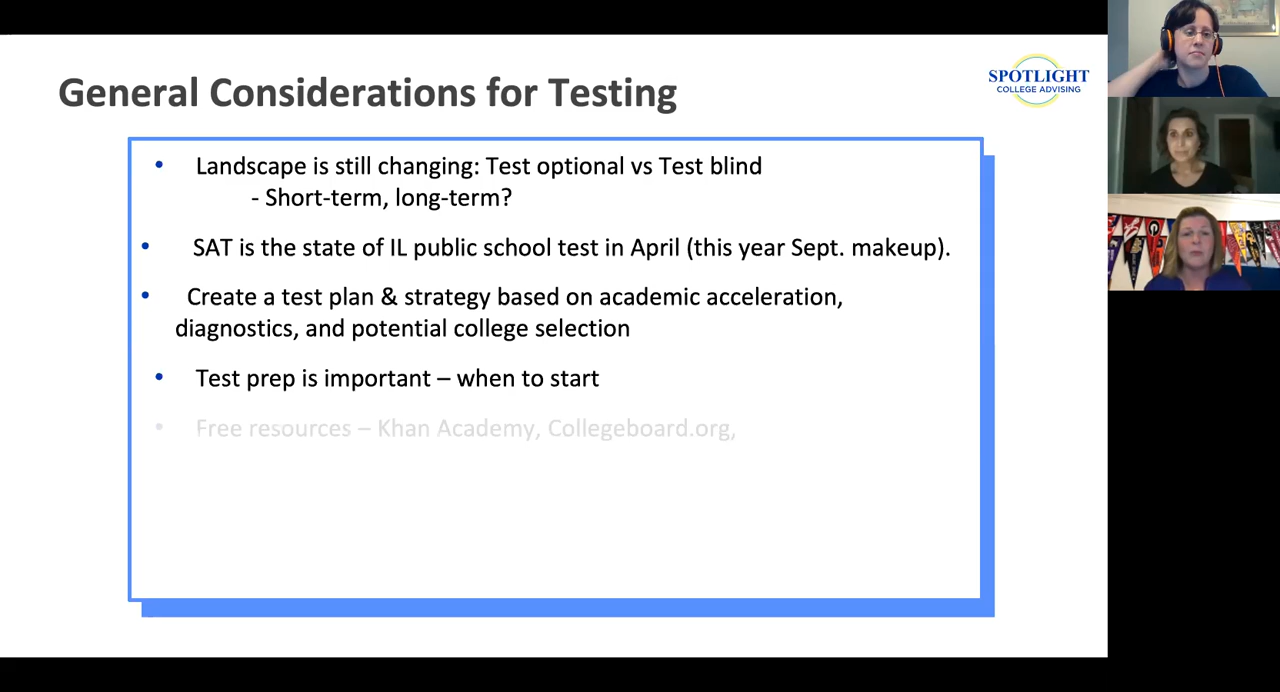 General Considerations for Testing
SPOTLIGHT
COLLEGE ADVISING
• Landscape is still changing: Test optional vs Test blind
- Short-term, long-term?
• SAT is the state of IL public school test in April (this year Sept. makeup).
• Create a test plan & strategy based on academic acceleration,
diagnostics, and potential college selection
• Test prep is important – when to start
• Free resources – Khan Academy, Collegeboard.org,